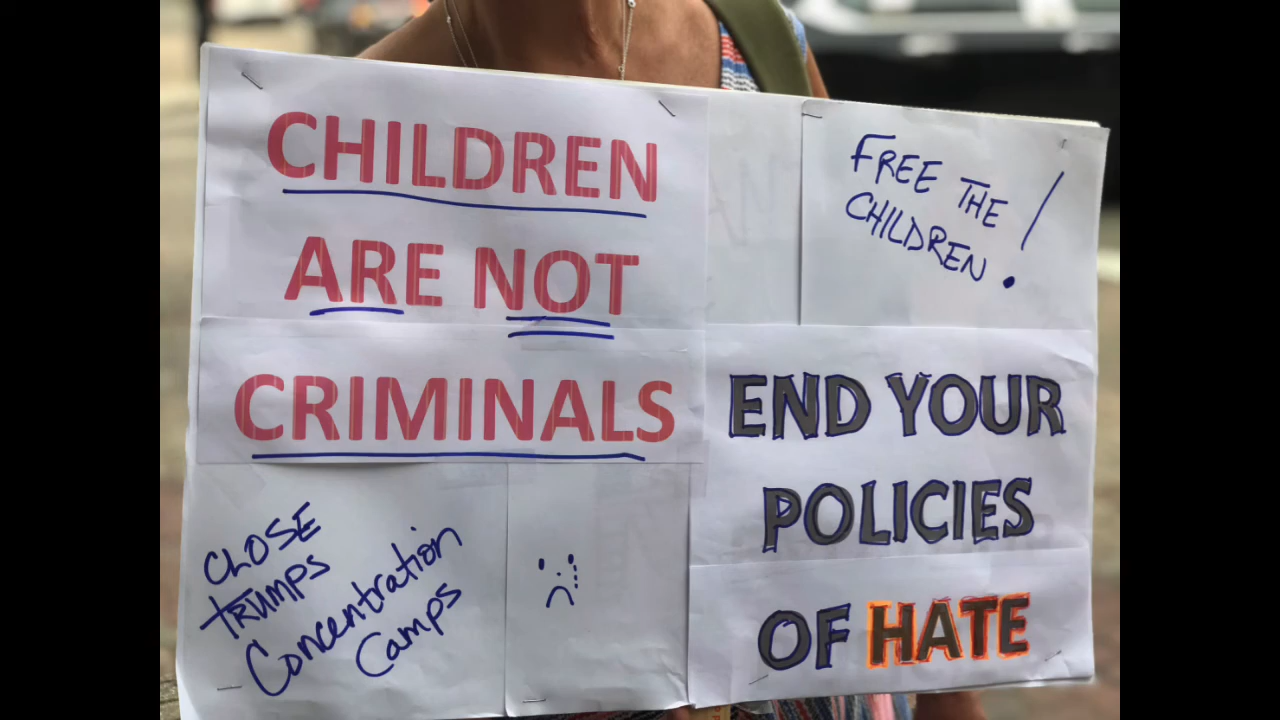 CHILDREN
ARE NOT
CRIMINALS
FREE THE
CHILDREN!
END YOUR
POLICIES
OF HATE
CLOSE
TRUMPS
Concentration
Camps